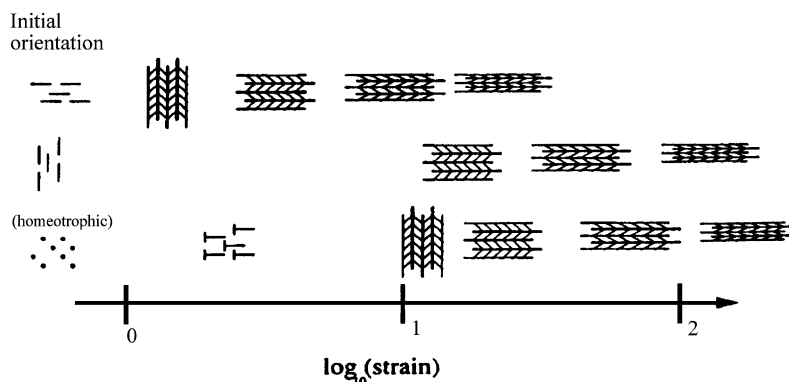 Initial
orientation
(homeotrophic)
0
1
2
log₁₀(strain)